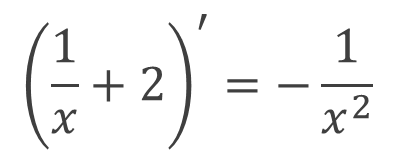 (1/x + 2)′ = − 1/x²